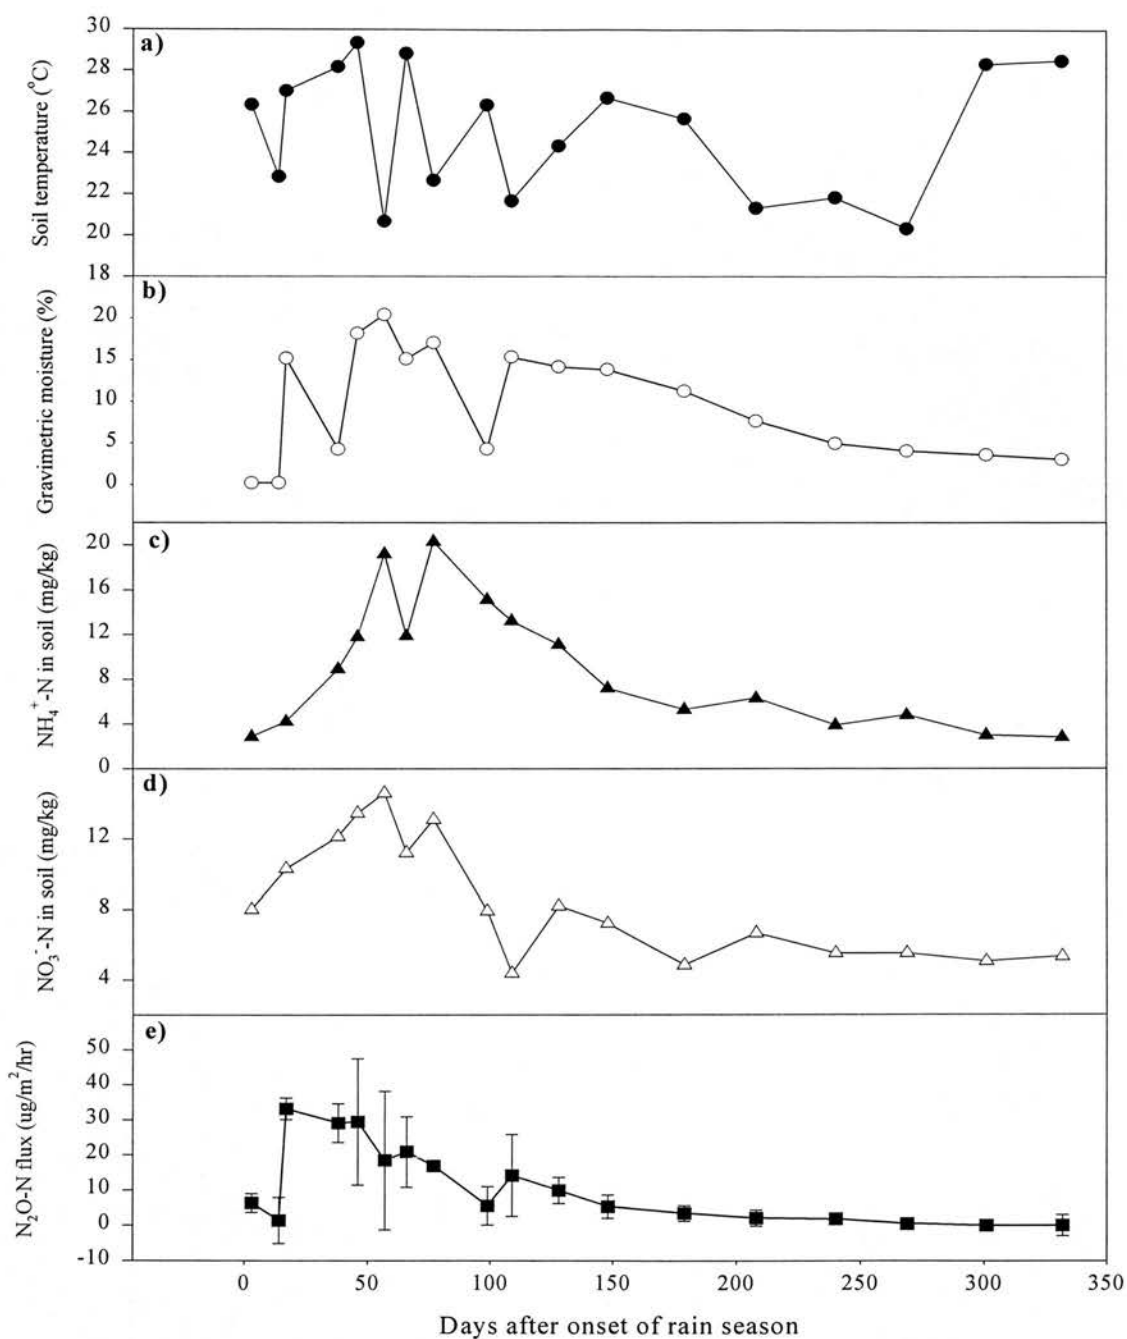 a)
Soil temperature (°C)
30
28
26
24
22
20
18
b)
Gravimetric moisture (%)
20
15
10
5
0
c)
NH₄⁺-N in soil (mg/kg)
20
16
12
8
4
0
d)
NO₃⁻-N in soil (mg/kg)
12
8
4
e)
N₂O-N flux (ug/m²/hr)
50
40
30
20
10
0
-10
0 50 100 150 200 250 300 350
Days after onset of rain season